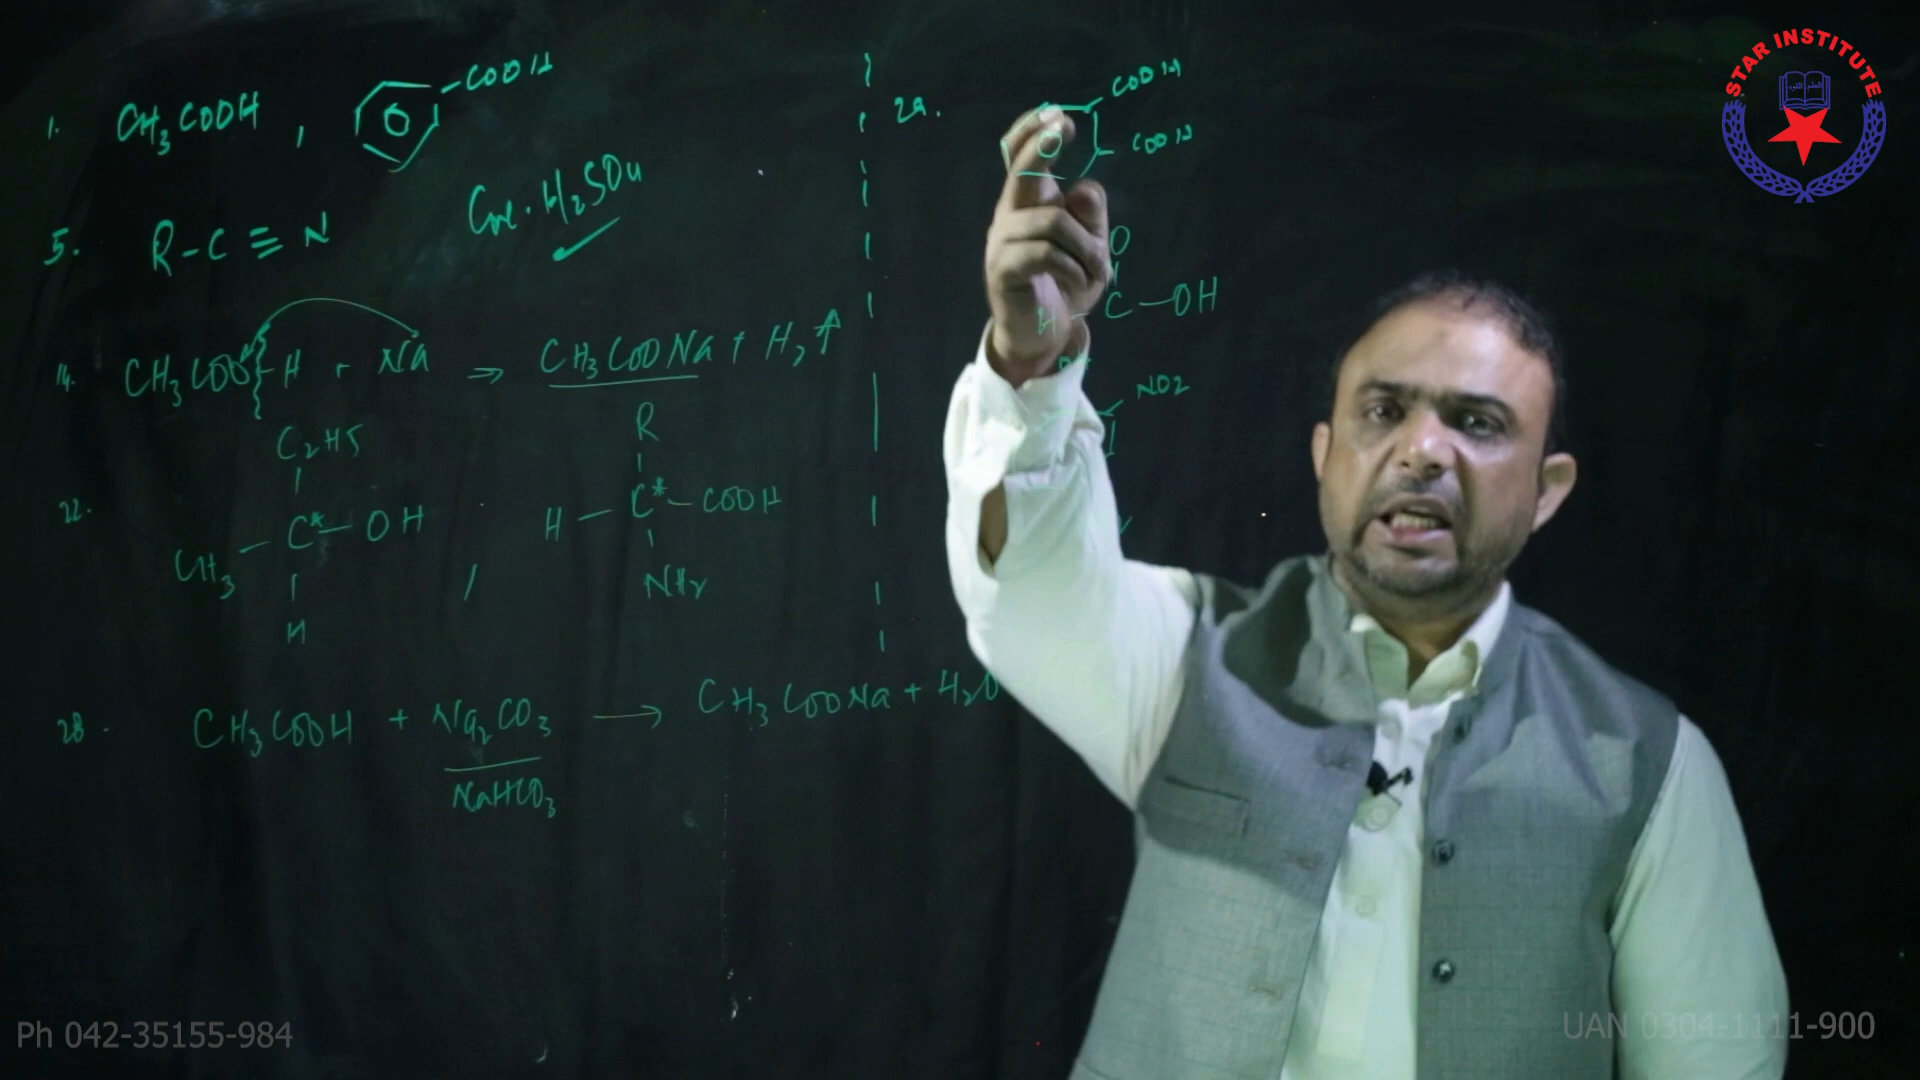 1. CH3COOH , COOH
Con. H2SO4
5. R-C≡N
14. CH3COO H + Na → CH3COONa + H2↑
22.
C2H5
CH3 — C* — OH
H
,
R
H — C* — COOH
NH2
28. CH3COOH + Na2CO3 → CH3COONa + H2O
NaHCO3
29.
COOH
COOH
O
H - C — OH
NO2
STAR INSTITUTE
Ph 042-35155-984
UAN 0304-1111-900